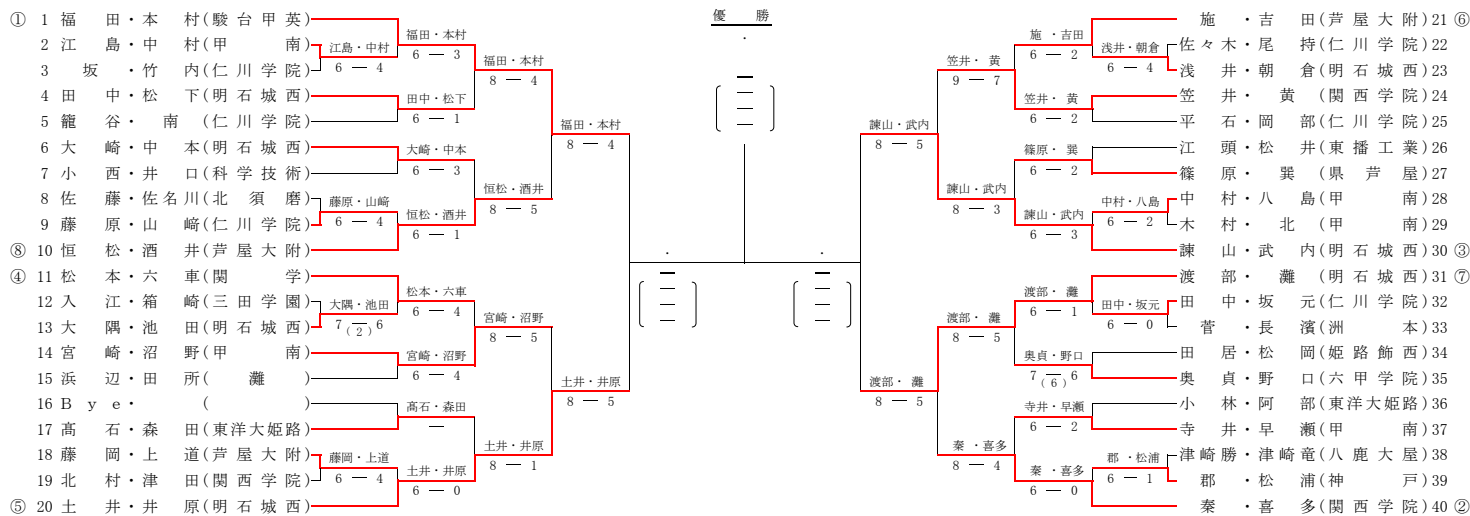 優　勝
・
① 1 福　田・本　村(駿台甲英)
2 江　島・中　村(甲　　南)
3 　坂　・竹　内(仁川学院)
4 田　中・松　下(明石城西)
5 籠　谷・　南　(仁川学院)
6 大　崎・中　本(明石城西)
7 小　西・井　口(科学技術)
8 佐　藤・佐名川(北　須　磨)
9 藤　原・山　﨑(仁川学院)
⑧ 10 恒　松・酒　井(芦屋大附)
④ 11 松　本・六　車(関　　学)
12 入　江・箱　崎(三田学園)
13 大　隅・池　田(明石城西)
14 宮　崎・沼　野(甲　　南)
15 浜　辺・田　所(　灘　)
16 Ｂ ｙ ｅ・　　(　　　)
17 髙　石・森　田(東洋大姫路)
18 藤　岡・上　道(芦屋大附)
19 北　村・津　田(関西学院)
⑤ 20 土　井・井　原(明石城西)
江島・中村
6 ― 4
藤原・山﨑
6 ― 4
大隅・池田
7 ― 6
(2)
藤岡・上道
6 ― 4
福田・本村
6 ― 3
田中・松下
6 ― 1
大崎・中本
6 ― 3
恒松・酒井
6 ― 1
松本・六車
6 ― 4
宮崎・沼野
6 ― 4
髙石・森田
―
土井・井原
6 ― 0
福田・本村
8 ― 4
恒松・酒井
8 ― 5
宮崎・沼野
8 ― 5
土井・井原
8 ― 1
福田・本村
8 ― 4
土井・井原
8 ― 5
・
・
諫山・武内
8 ― 5
渡部・ 灘
8 ― 5
笠井・ 黄
9 ― 7
諫山・武内
8 ― 3
渡部・ 灘
8 ― 5
秦 ・喜多
8 ― 4
施 ・吉田
6 ― 2
笠井・ 黄
6 ― 2
篠原・ 巽
6 ― 2
諫山・武内
6 ― 3
渡部・ 灘
6 ― 1
奥貞・野口
7 ― 6
(6)
寺井・早瀬
6 ― 2
秦 ・喜多
6 ― 0
浅井・朝倉
6 ― 4
中村・八島
6 ― 2
田中・坂元
6 ― 0
郡 ・松浦
6 ― 1
施　・吉　田(芦屋大附) 21 ⑥
佐々木・尾　持(仁川学院) 22
浅　井・朝　倉(明石城西) 23
笠　井・　黄　(関西学院) 24
平　石・岡　部(仁川学院) 25
江　頭・松　井(東播工業) 26
篠　原・　巽　(県　芦　屋) 27
中　村・八　島(甲　　南) 28
木　村・　北　(甲　　南) 29
諫　山・武　内(明石城西) 30 ③
渡　部・　灘　(明石城西) 31 ⑦
田　中・坂　元(仁川学院) 32
菅　・長　濱(洲　　本) 33
田　居・松　岡(姫路飾西) 34
奥　貞・野　口(六甲学院) 35
小　林・阿　部(東洋大姫路) 36
寺　井・早　瀬(甲　　南) 37
津崎勝・津崎竜(八鹿大屋) 38
郡　・松　浦(神　　戸) 39
秦　・喜　多(関西学院) 40 ②